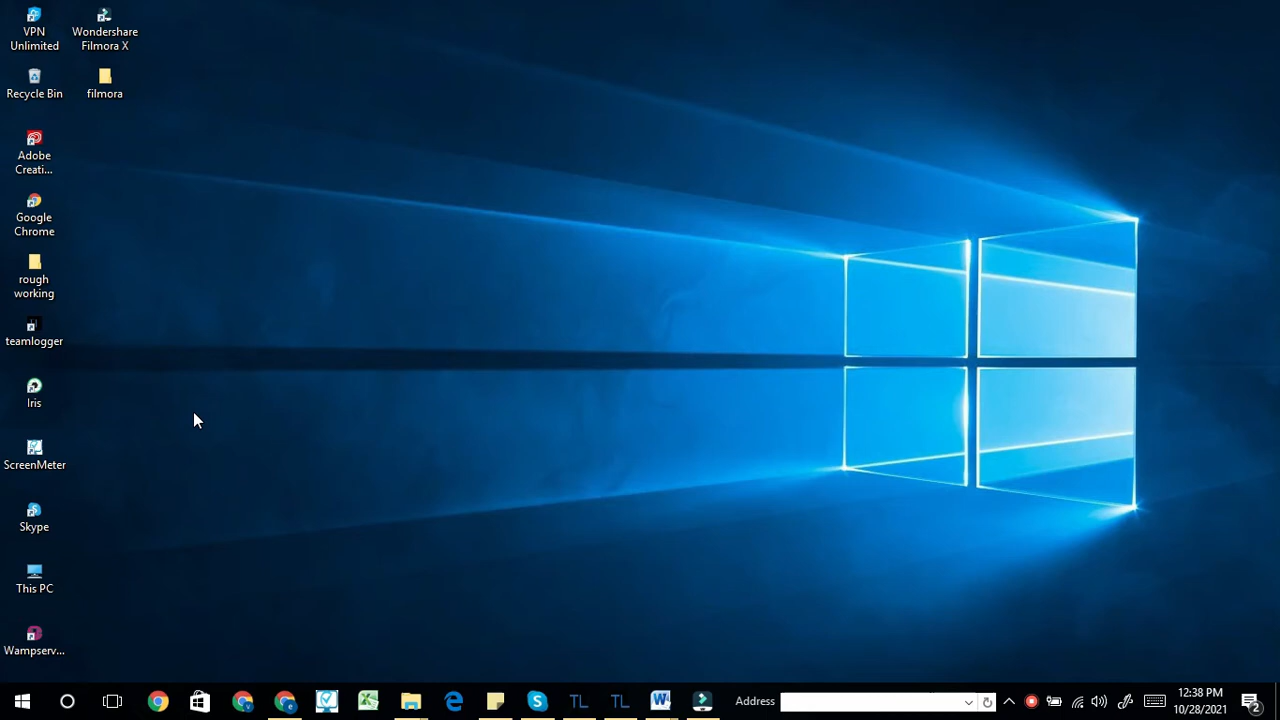 VPN
Unlimited
Wondershare
Filmora X
Recycle Bin
filmora
Adobe
Creati...
Google
Chrome
rough
working
teamlogger
Iris
ScreenMeter
Skype
This PC
Wampserv...
TL
TL
Address
12:38 PM
10/28/2021
2